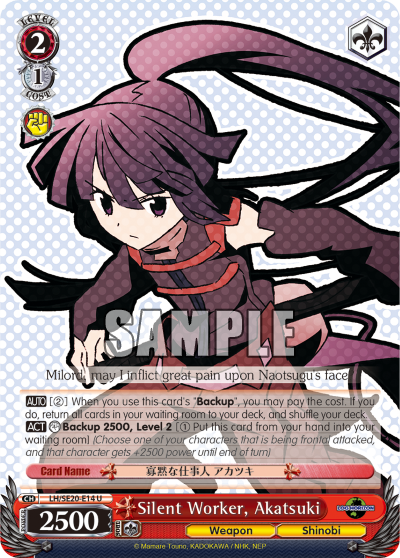 LEVEL
2
1
COST
SAMPLE
Milord, may I inflict great pain upon Naotsugu's face
AUTO [②] When you use this card's "Backup", you may pay the cost. If you
do, return all cards in your waiting room to your deck, and shuffle your deck.
ACT Backup 2500, Level 2 [① Put this card from your hand into your
waiting room] (Choose one of your characters that is being frontal attacked,
and that character gets +2500 power until end of turn)
Card Name 寡黙な仕事人 アカツキ
CH LH/SE20-E14 U
2500
Silent Worker, Akatsuki
Weapon Shinobi
© Mamare Touno, KADOKAWA / NHK, NEP